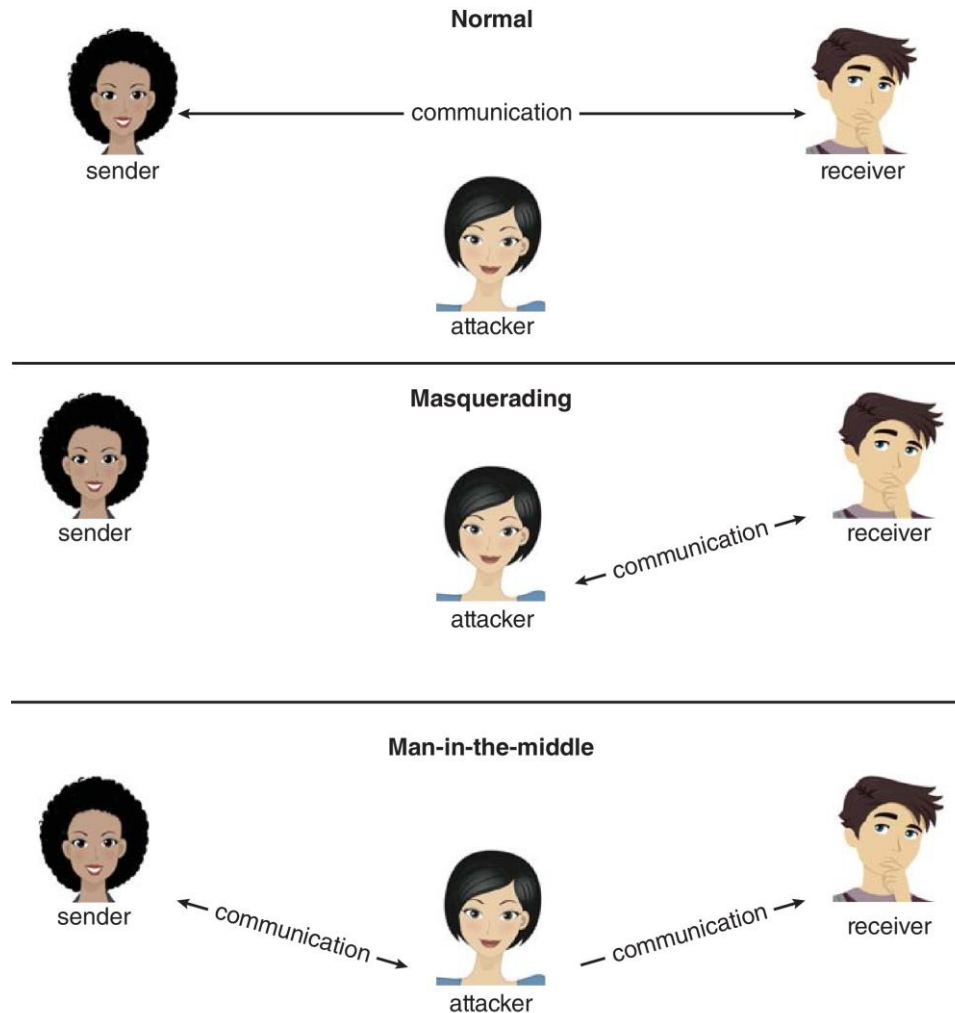 Normal
communication
sender
receiver
attacker
Masquerading
sender
communication
receiver
attacker
Man-in-the-middle
sender
communication
communication
receiver
attacker